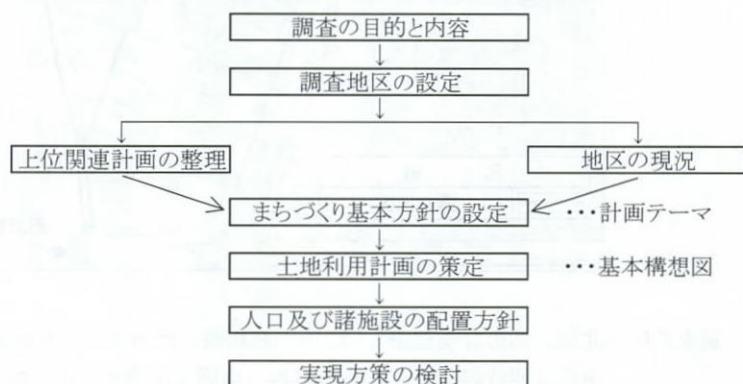 調査の目的と内容
調査地区の設定
上位関連計画の整理
地区の現況
まちづくり基本方針の設定 ・・・計画テーマ
土地利用計画の策定 ・・・基本構想図
人口及び諸施設の配置方針
実現方策の検討